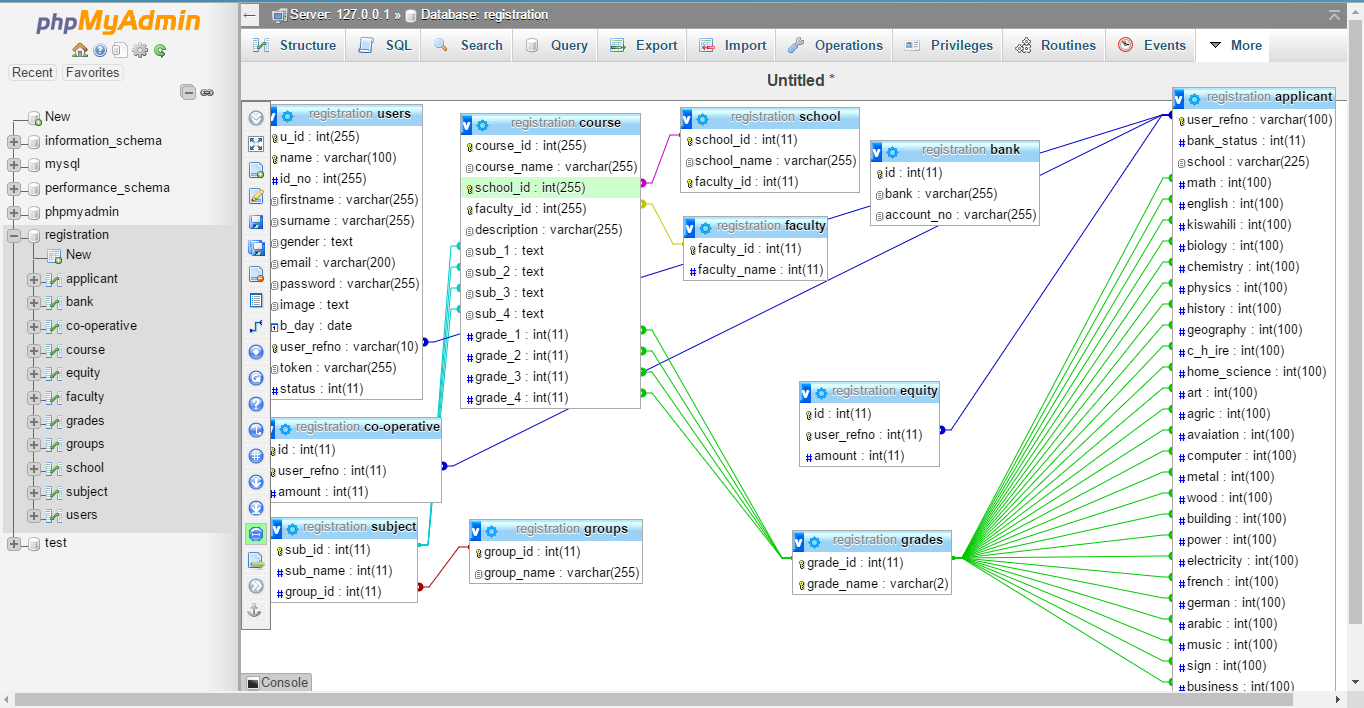 phpMyAdmin
Recent Favorites
New
information_schema
mysql
performance_schema
phpmyadmin
registration
New
applicant
bank
co-operative
course
equity
faculty
grades
groups
school
subject
users
test
Server: 127.0.0.1 » Database: registration
Structure SQL Search Query Export Import Operations Privileges Routines Events More
Untitled *
registration users
u_id : int(255)
name : varchar(100)
id_no : int(255)
firstname : varchar(255)
surname : varchar(255)
gender : text
email : varchar(200)
password : varchar(255)
image : text
b_day : date
user_refno : varchar(10)
token : varchar(255)
status : int(11)
registration co-operative
id : int(11)
user_refno : int(11)
amount : int(11)
registration subject
sub_id : int(11)
sub_name : int(11)
group_id : int(11)
registration course
course_id : int(255)
course_name : varchar(255)
school_id : int(255)
faculty_id : int(255)
description : varchar(255)
sub_1 : text
sub_2 : text
sub_3 : text
sub_4 : text
grade_1 : int(11)
grade_2 : int(11)
grade_3 : int(11)
grade_4 : int(11)
registration groups
group_id : int(11)
group_name : varchar(255)
registration school
school_id : int(11)
school_name : varchar(255)
faculty_id : int(11)
registration faculty
faculty_id : int(11)
faculty_name : int(11)
registration bank
id : int(11)
bank : varchar(255)
account_no : varchar(255)
registration equity
id : int(11)
user_refno : int(11)
amount : int(11)
registration grades
grade_id : int(11)
grade_name : varchar(2)
registration applicant
user_refno : varchar(100)
bank_status : int(11)
school : varchar(225)
math : int(100)
english : int(100)
kiswahili : int(100)
biology : int(100)
chemistry : int(100)
physics : int(100)
history : int(100)
geography : int(100)
c_h_ire : int(100)
home_science : int(100)
art : int(100)
agric : int(100)
avaiation : int(100)
computer : int(100)
metal : int(100)
wood : int(100)
building : int(100)
power : int(100)
electricity : int(100)
french : int(100)
german : int(100)
arabic : int(100)
music : int(100)
sign : int(100)
business : int(100)
Console